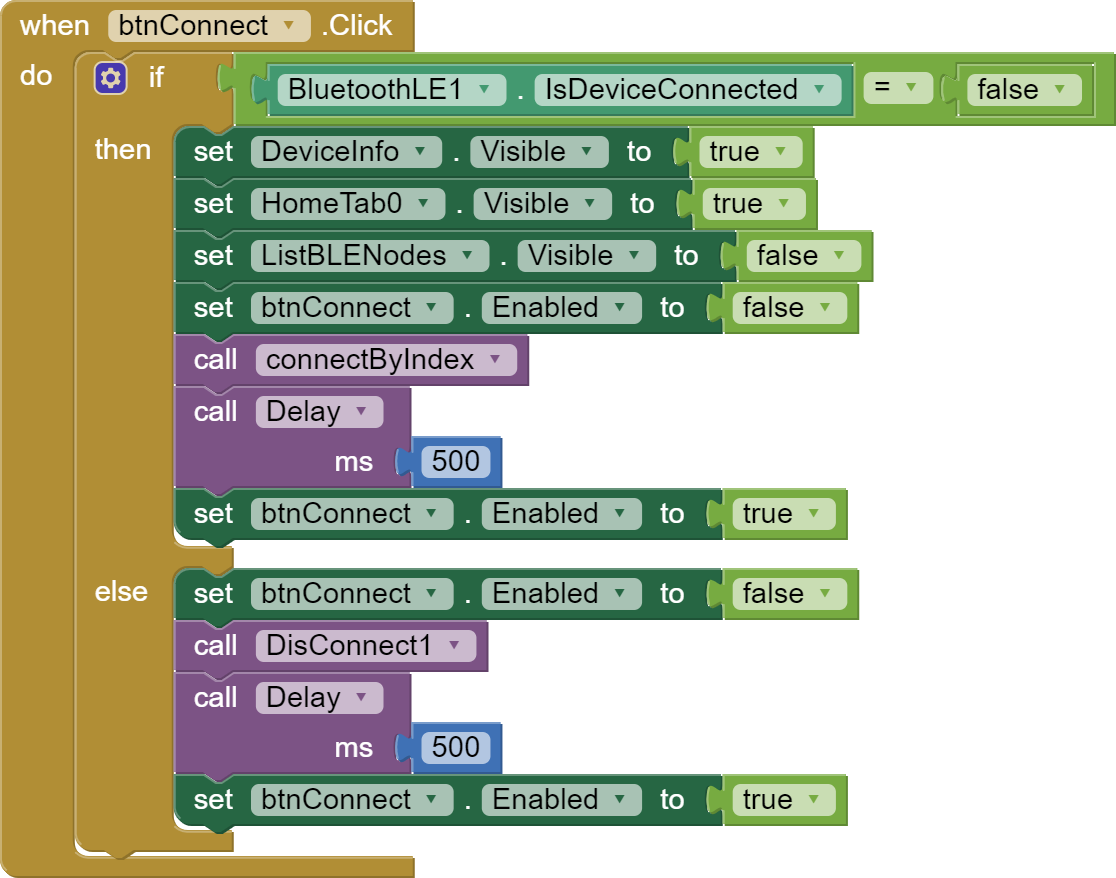 when btnConnect .Click
do if BluetoothLE1 . IsDeviceConnected = false
then set DeviceInfo . Visible to true
set HomeTab0 . Visible to true
set ListBLENodes . Visible to false
set btnConnect . Enabled to false
call connectByIndex
call Delay
ms 500
set btnConnect . Enabled to true
else set btnConnect . Enabled to false
call DisConnect1
call Delay
ms 500
set btnConnect . Enabled to true